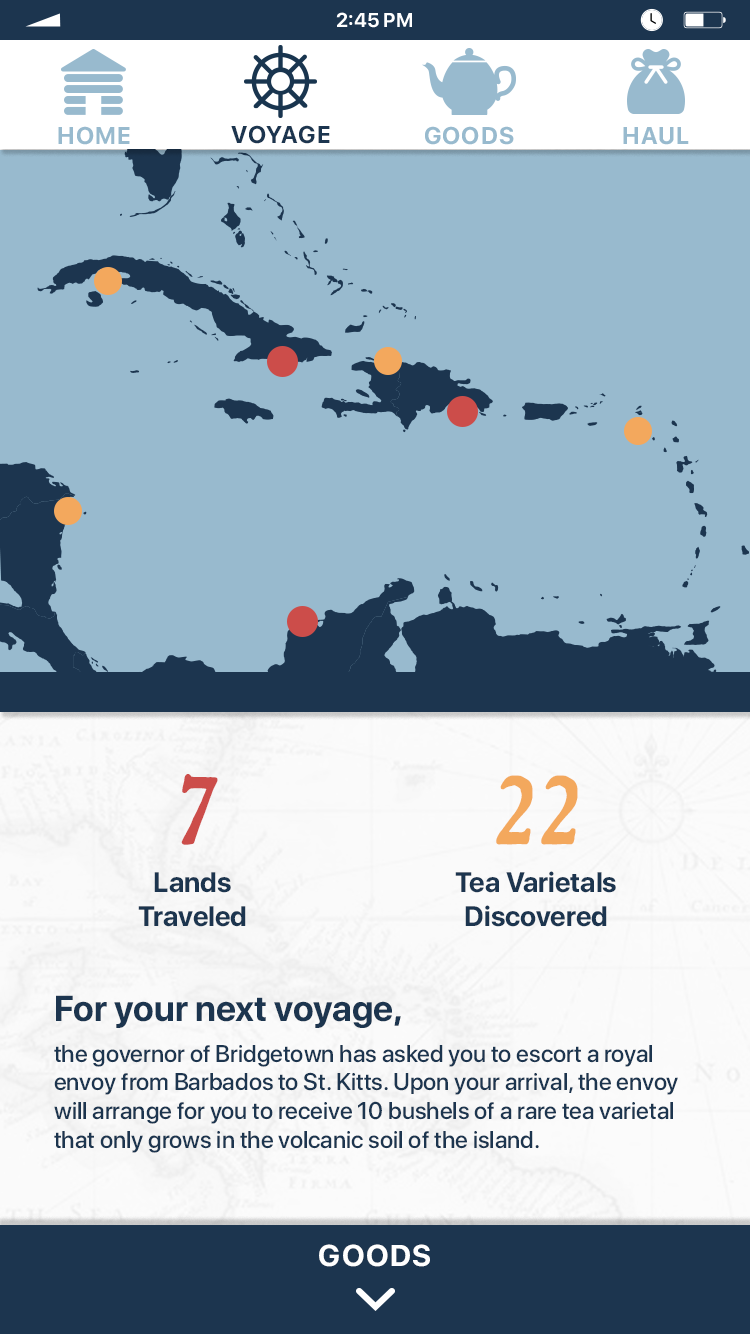 2:45 PM
HOME VOYAGE GOODS HAUL
7 22
Lands Tea Varietals
Traveled Discovered
For your next voyage,
the governor of Bridgetown has asked you to escort a royal
envoy from Barbados to St. Kitts. Upon your arrival, the envoy
will arrange for you to receive 10 bushels of a rare tea varietal
that only grows in the volcanic soil of the island.
GOODS